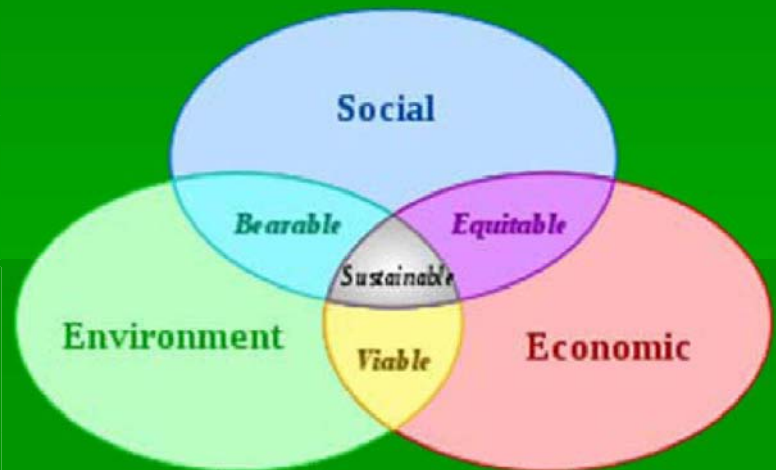 Social
Bearable
Equitable
Sustainable
Environment
Viable
Economic